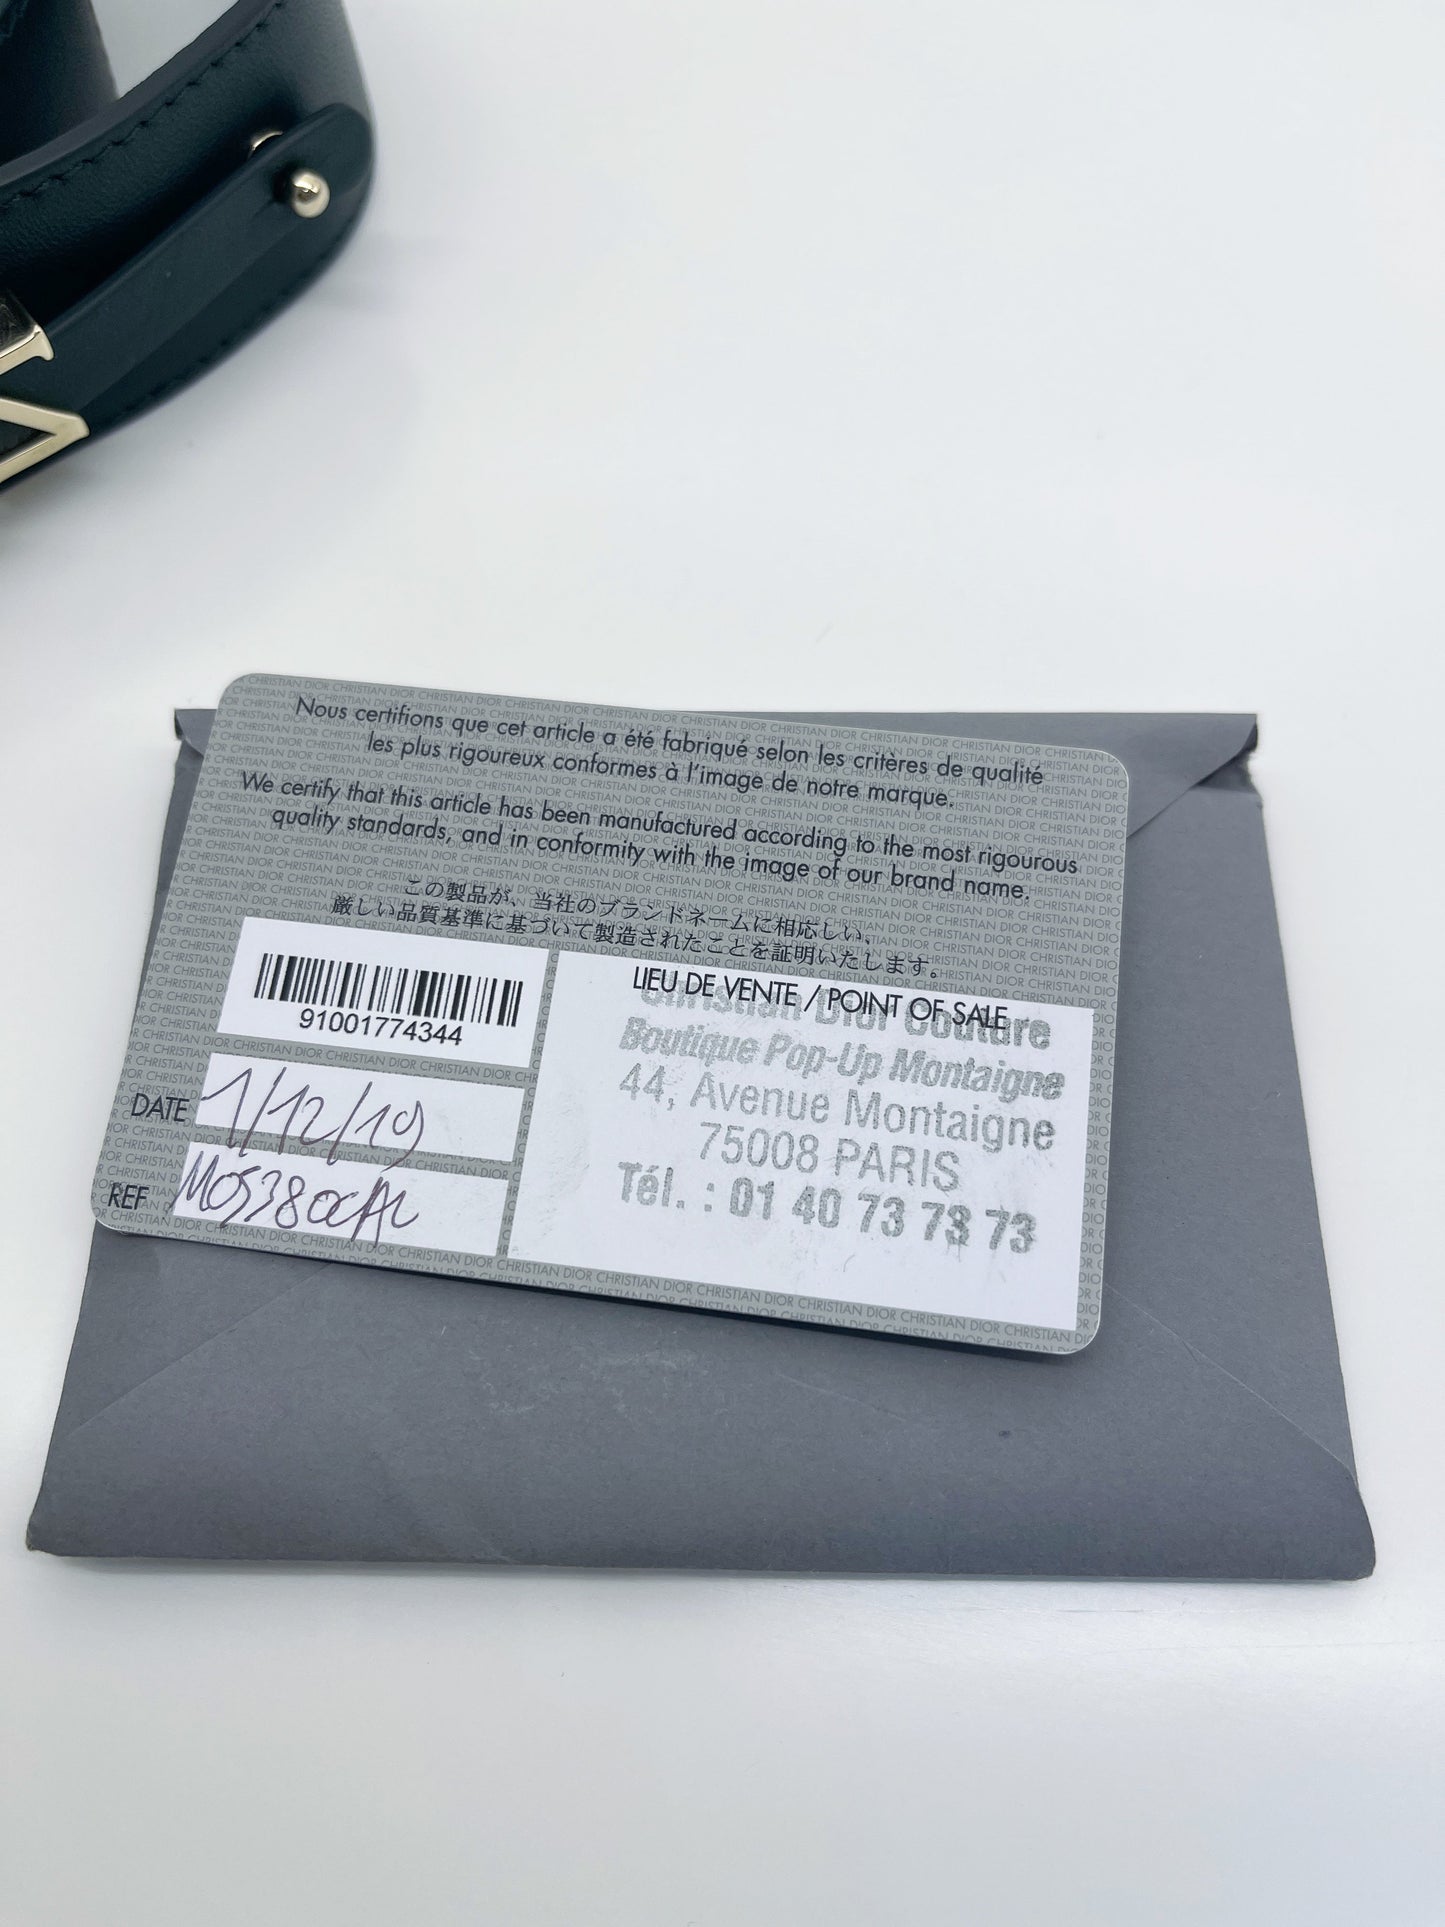 Nous certifions que cet article a été fabriqué selon les critères de qualité
les plus rigoureux conformes à l'image de notre marque.
We certify that this article has been manufactured according to the most rigourous
quality standards, and in conformity with the image of our brand name.
この製品が、当社のブランドネームに相応しい、
厳しい品質基準に基づいて製造されたことを証明いたします。
91001774344
DATE 1/12/19
REF
LIEU DE VENTE / POINT OF SALE
Christian Dior Couture
Boutique Pop-Up Montaigne
44, Avenue Montaigne
75008 PARIS
Tél. : 01 40 73 73 73